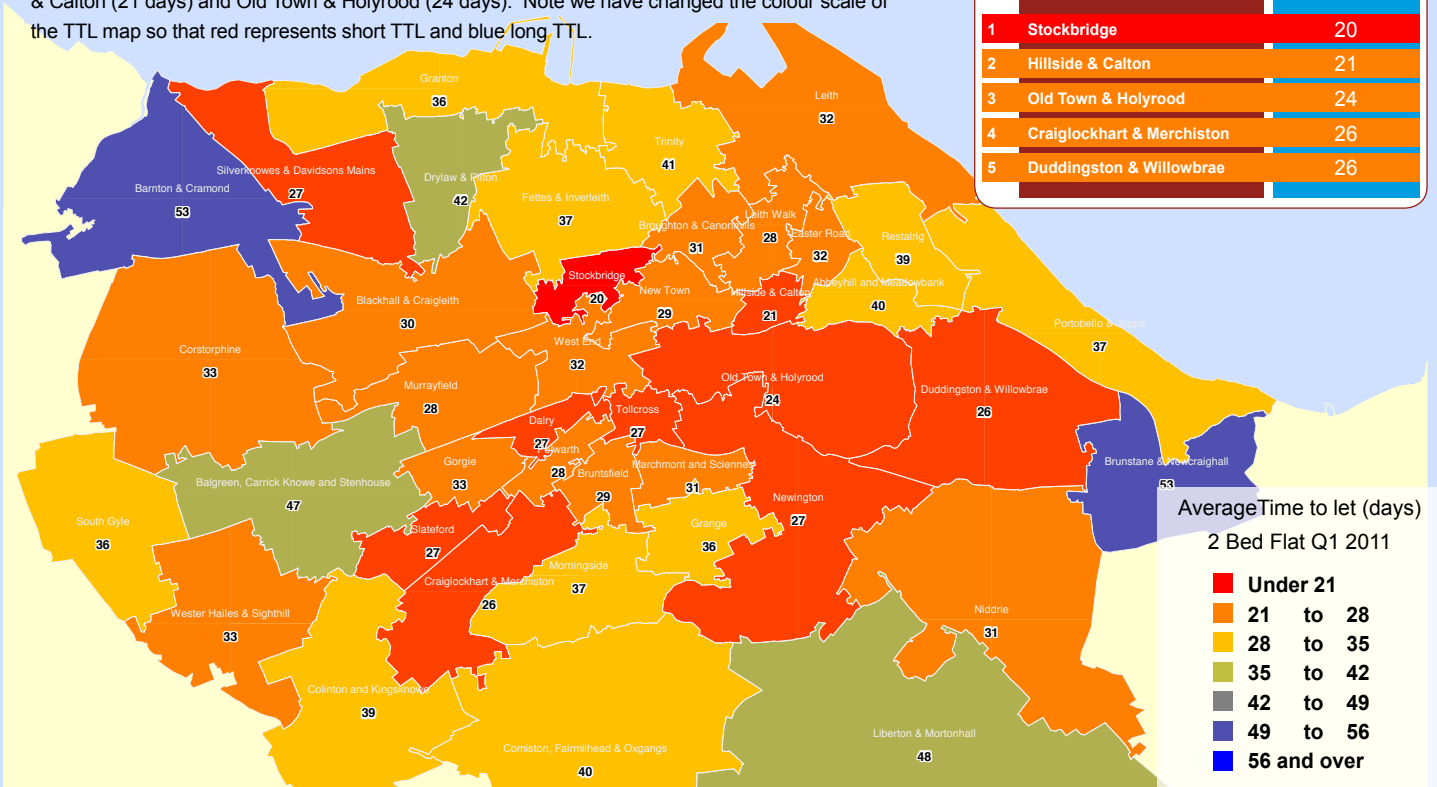 & Calton (21 days) and Old Town & Holyrood (24 days). Note we have changed the colour scale of
the TTL map so that red represents short TTL and blue long TTL.
1 Stockbridge 20
2 Hillside & Calton 21
3 Old Town & Holyrood 24
4 Craiglockhart & Merchiston 26
5 Duddingston & Willowbrae 26
Granton
36
Leith
32
Trinity
41
Silverknowes & Davidsons Mains
27
Drylaw & Pilton
42
Barnton & Cramond
53
Fettes & Inverleith
37
Broughton & Canonmills
31
Leith Walk
28
Easter Road
32
Restalrig
39
Stockbridge
20
New Town
29
Hillside & Calton
21
Abbeyhill and Meadowbank
40
Blackhall & Craigleith
30
Portobello & Joppa
37
Corstorphine
33
West End
32
Murrayfield
28
Old Town & Holyrood
24
Duddingston & Willowbrae
26
Dalry
27
Tollcross
27
Polwarth
28
Gorgie
33
Bruntsfield
29
Marchmont and Sciennes
31
Brunstane & Newcraighall
53
Balgreen, Carrick Knowe and Stenhouse
47
Newington
27
South Gyle
36
Slateford
27
Grange
36
Craiglockhart & Merchiston
26
Morningside
37
Wester Hailes & Sighthill
33
Niddrie
31
Colinton and Kingsknowe
39
Comiston, Fairmilhead & Oxgangs
40
Liberton & Mortonhall
48
AverageTime to let (days)
2 Bed Flat Q1 2011
Under 21
21 to 28
28 to 35
35 to 42
42 to 49
49 to 56
56 and over